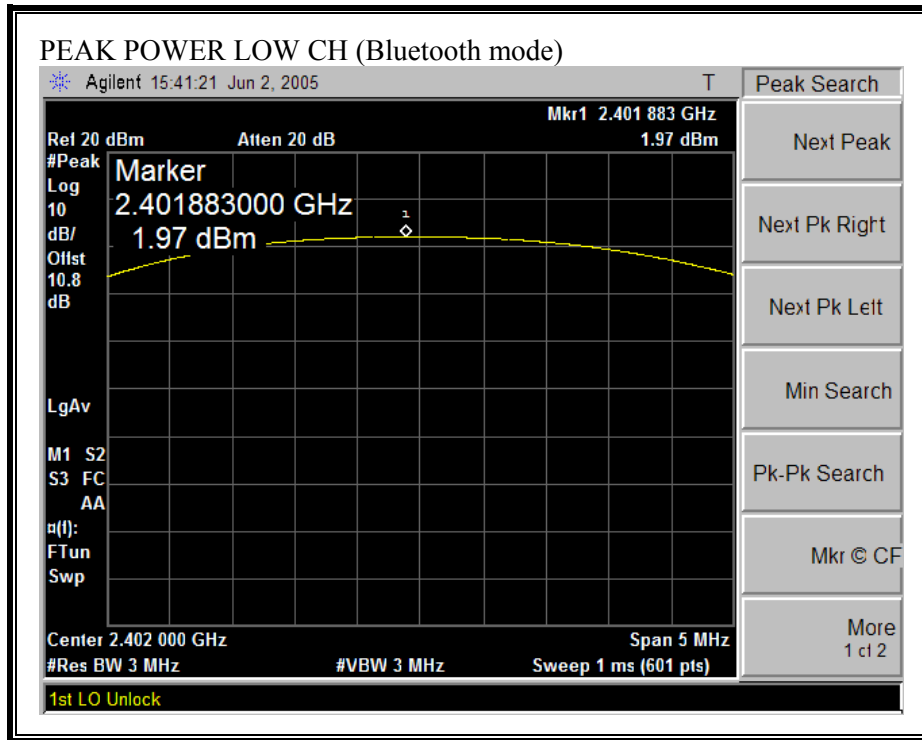 PEAK POWER LOW CH (Bluetooth mode)
Agilent 15:41:21 Jun 2, 2005 T
Peak Search
Mkr1 2.401 883 GHz
Ref 20 dBm Atten 20 dB 1.97 dBm
#Peak
Log
10
dB/
Offst
10.8
dB
Marker
2.401883000 GHz
1.97 dBm
1
LgAv
M1 S2
S3 FC
AA
¤(f):
FTun
Swp
Center 2.402 000 GHz Span 5 MHz
#Res BW 3 MHz #VBW 3 MHz Sweep 1 ms (601 pts)
1st LO Unlock
Next Peak
Next Pk Right
Next Pk Left
Min Search
Pk-Pk Search
Mkr © CF
More
1 of 2